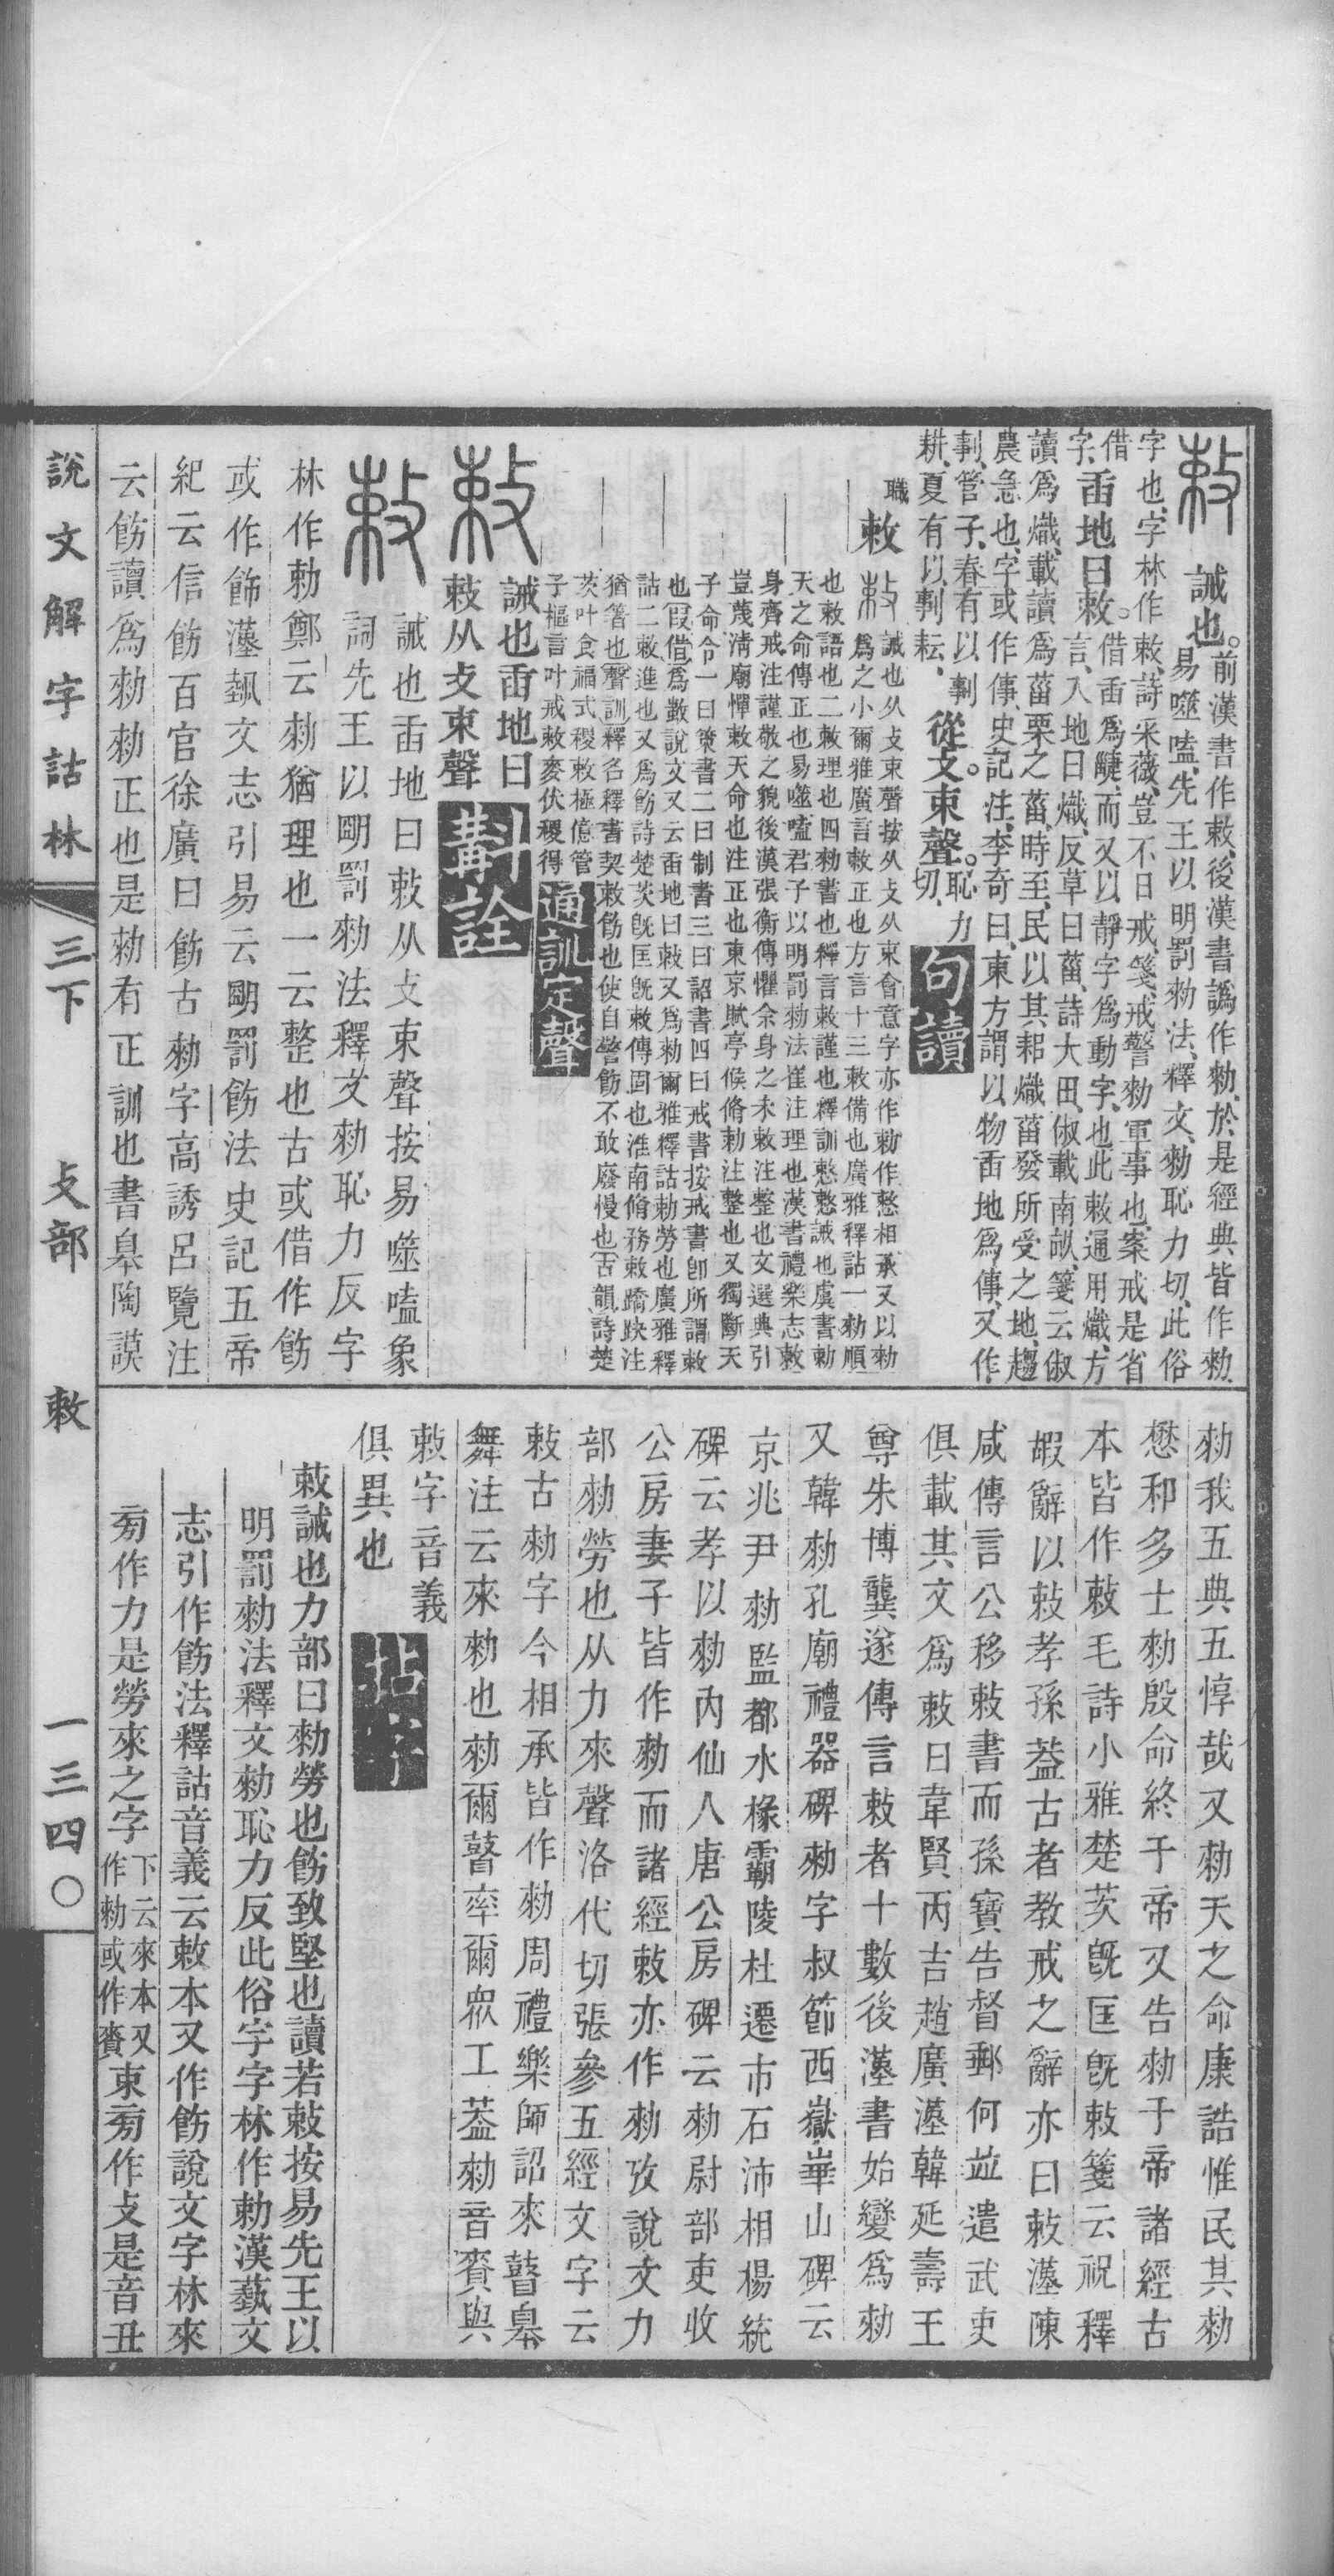 敕
誡也。前漢書作敕、後漢書譌作勑、於是經典皆作勑
易噬嗑、先王以明罰勑法、釋文、勑恥力切、此俗
字也、字林作敕、詩采薇、豈不日戒、箋、戒警勑軍事也、案戒是省
借、臿地曰敕。借臿爲睫、而又以靜字爲動字、也此敕通用熾、方
字、言、入地曰熾、反草曰菑、詩大田、俶載南畝、箋云俶
讀爲熾、載讀爲菑栗之菑、時至、民以其耜熾菑發所受之地、趨
農急也、字或作傳、史記注、李奇曰、東方謂以物臿地爲傳、又作
剚、管子、春有以剚
耕、夏有以剚耘、從攴。束聲。恥力切、句讀
職
敕
誡也从攴束聲按从攴从束會意字亦作勅作憗相承又以勑
爲之小爾雅廣言敕正也方言十三敕備也廣雅釋詁一勑順
也敕語也二敕理也四勑書也釋言敕謹也釋訓憗憗誡也虞書勅
天之命傳正也易噬嗑君子以明罰勑法崔注理也漢書禮樂志敕
身齊戒注謹敬之貌後漢張衡傳懼余身之未敕注整也文選典引
豈蔑淸廟憚敕天命也注正也東京賦亭候脩勅注整也又獨斷天
子命令一曰策書二曰制書三曰詔書四曰戒書按戒書卽所謂敕
也叚借爲敷說文又云臿地曰敕又爲勑爾雅釋詁勅勞也廣雅釋
詁二敕進也又爲飭詩楚茨旣匡旣敕傳固也淮南脩務敕蹻趹注
猶箸也聲訓釋名釋書契敕飭也使自警飭不敢廢慢也古韻詩楚
茨叶食福式稷敕極億管
子樞言叶戒敕麥伏稷得通訓定聲
敕
誡也臿地曰
敕从攴束聲斠詮
敕
誡也臿地曰敕从攴束聲按易噬嗑象
詞先王以朙罰勑法釋文勑恥力反字
林作勅鄭云勑猶理也一云整也古或借作飭
或作飾漢蓺文志引易云朙罰飭法史記五帝
紀云信飭百官徐廣曰飭古勑字高誘呂覽注
云飭讀爲勑勑正也是勑有正訓也書臯陶謨
勑我五典五惇哉又勑天之命康誥惟民其勑
懋和多士勑殷命終于帝又告勑于帝諸經古
本皆作敕毛詩小雅楚茨旣匡旣敕箋云祝釋
嘏辭以敕孝孫葢古者教戒之辭亦曰敕漢陳
咸傳言公移敕書而孫寶告督郵何竝遣武吏
俱載其文爲敕曰韋賢丙吉趙廣漢韓延壽王
尊朱博龔遂傳言敕者十數後漢書始變爲勑
又韓勑孔廟禮器碑勑字叔節西嶽崋山碑云
京兆尹勑監都水掾霸陵杜遷市石沛相楊統
碑云孝以勑內仙人唐公房碑云勑尉部吏收
公房妻子皆作勑而諸經敕亦作勑攷說文力
部勑勞也从力來聲洛代切張參五經文字云
敕古勑字今相承皆作勑周禮樂師詔來瞽臯
舞注云來勑也勑爾瞽率爾眾工葢勑音賚與
敕字音義
俱異也拈字
敕誡也力部曰勑勞也飭致堅也讀若敕按易先王以
明罰勑法釋文勑恥力反此俗字字林作勅漢蓺文
志引作飭法釋詁音義云敕本又作飭說文字林來
㫄作力是勞來之字下云來本又
作勑或作賚束㫄作攴是音丑
說文解字詁林 三下 攴部 敕 一三四〇